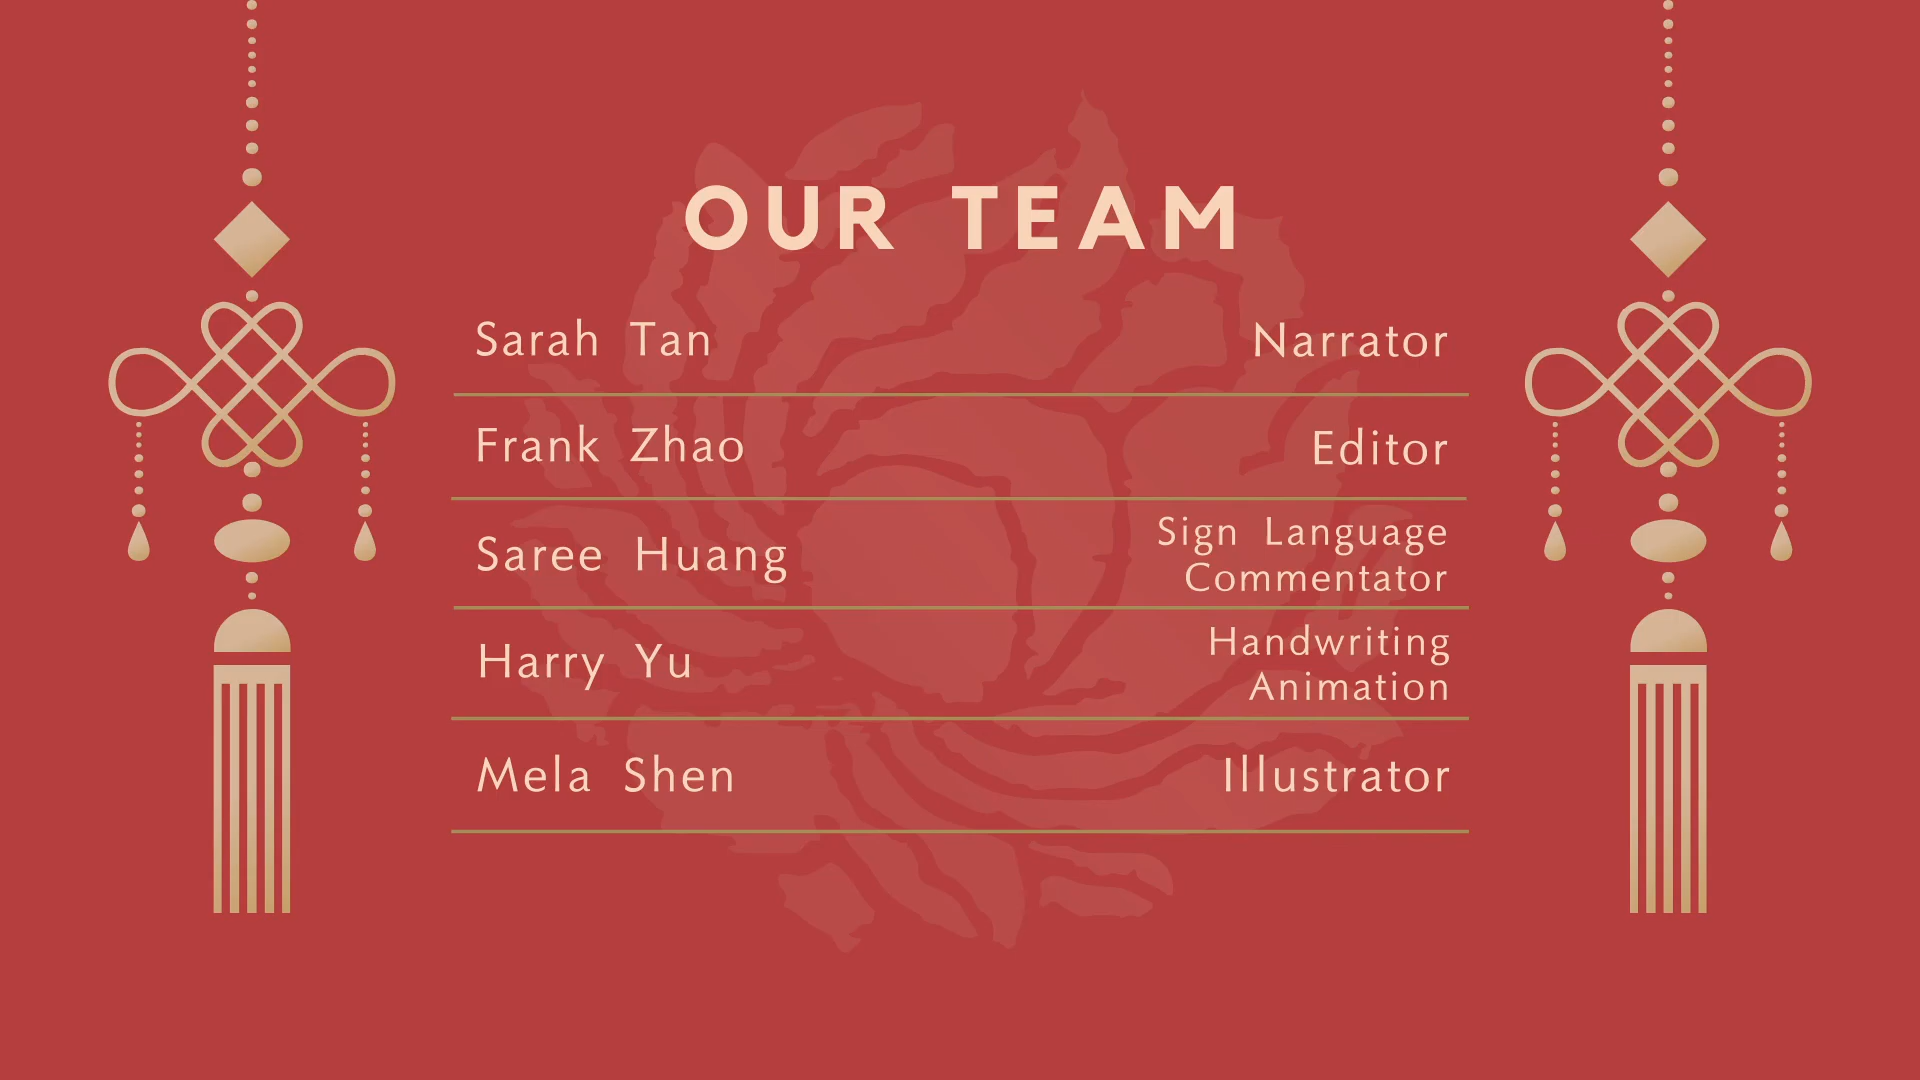 OUR TEAM
Sarah Tan Narrator
Frank Zhao Editor
Saree Huang Sign Language
Commentator
Harry Yu Handwriting
Animation
Mela Shen Illustrator